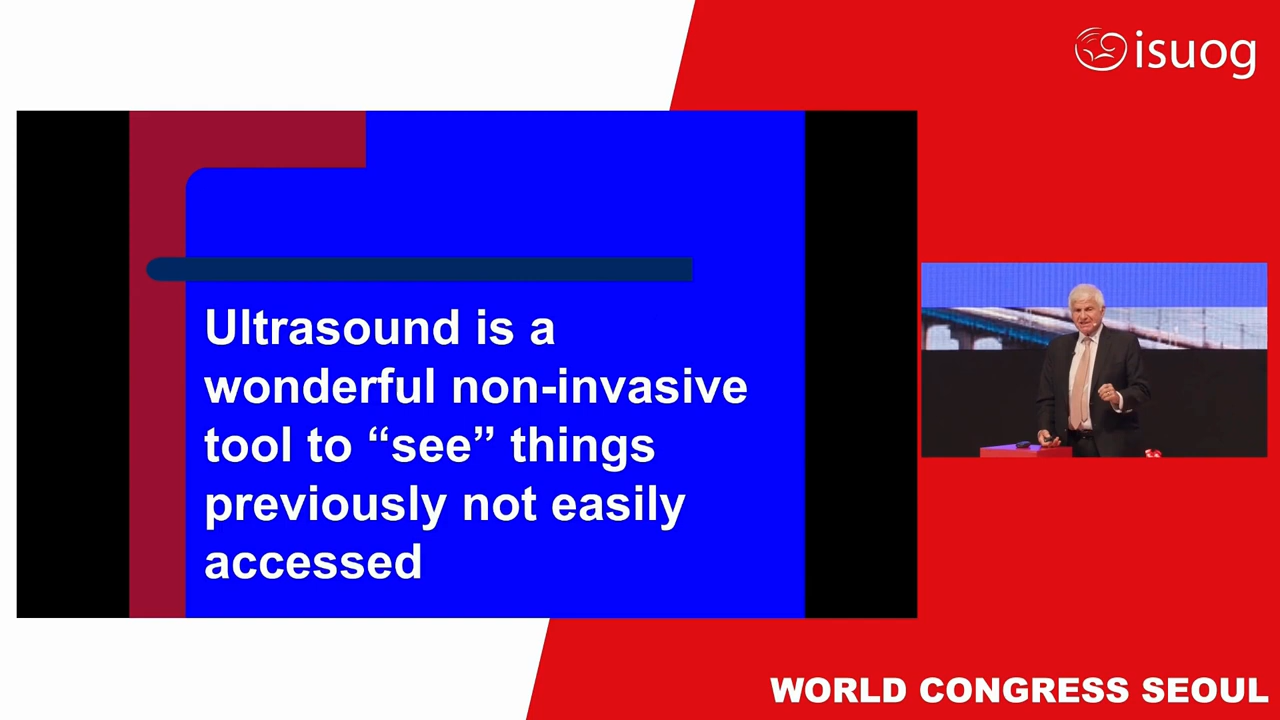 isuog
Ultrasound is a
wonderful non-invasive
tool to “see” things
previously not easily
accessed
WORLD CONGRESS SEOUL